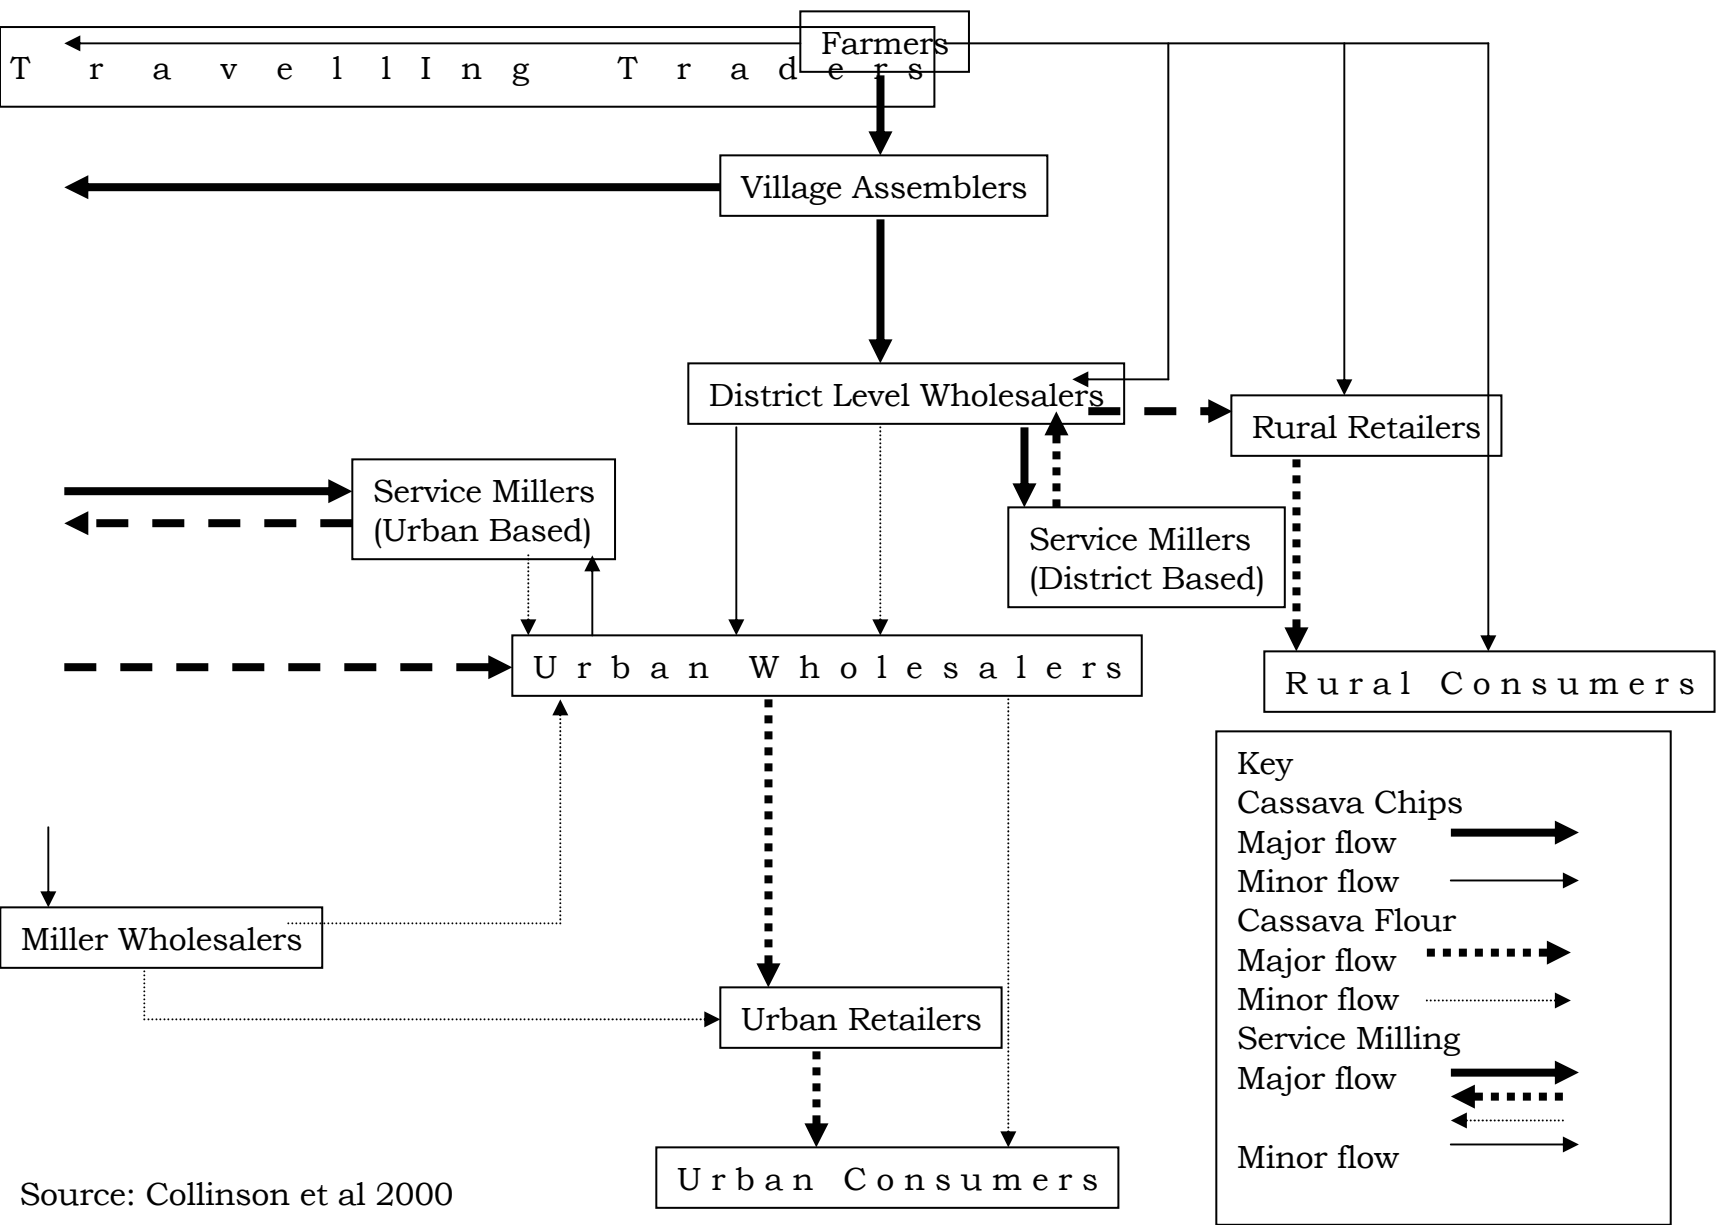 Farmers
T r a v e l l I n g T r a d e r s
Village Assemblers
District Level Wholesalers
Rural Retailers
Service Millers
(Urban Based)
Service Millers
(District Based)
U r b a n W h o l e s a l e r s
R u r a l C o n s u m e r s
Key
Cassava Chips
Major flow
Minor flow
Cassava Flour
Major flow
Minor flow
Service Milling
Major flow
Minor flow
Miller Wholesalers
Urban Retailers
U r b a n C o n s u m e r s
Source: Collinson et al 2000